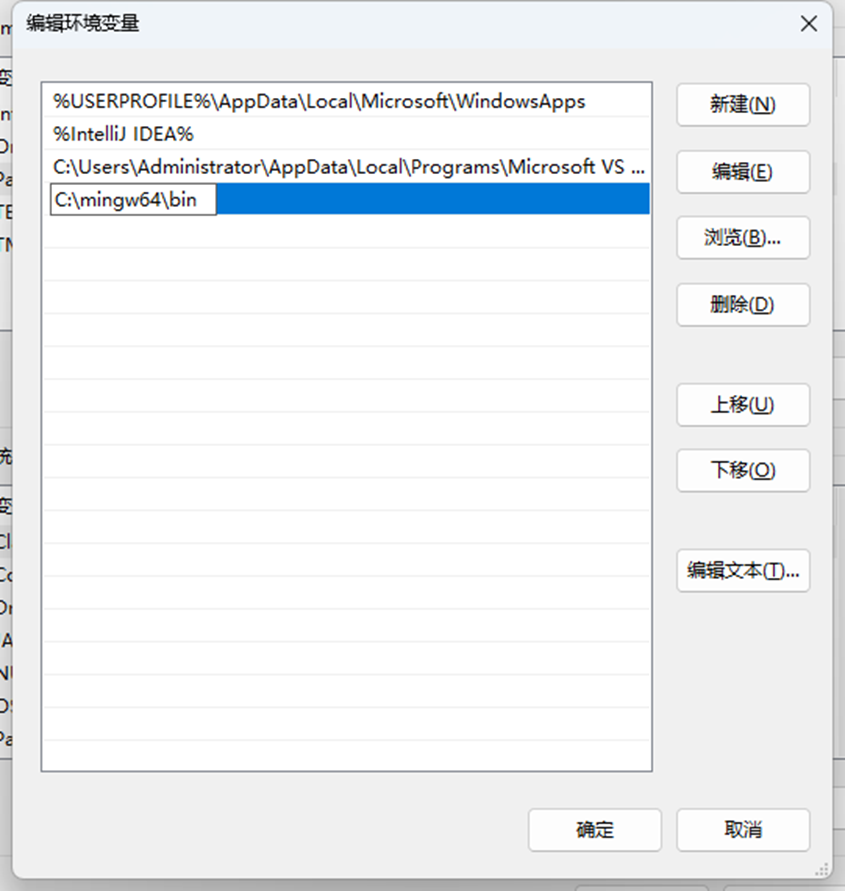 编辑环境变量
%USERPROFILE%\AppData\Local\Microsoft\WindowsApps
%IntelliJ IDEA%
C:\Users\Administrator\AppData\Local\Programs\Microsoft VS ...
C:\mingw64\bin
新建(N)
编辑(E)
浏览(B)...
删除(D)
上移(U)
下移(O)
编辑文本(T)...
确定
取消